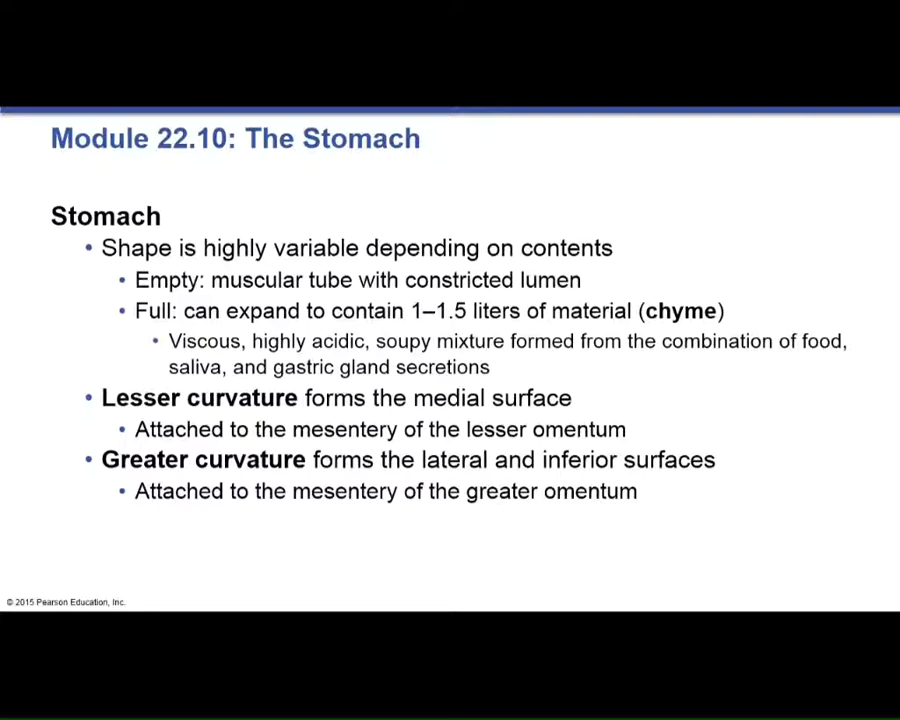 Module 22.10: The Stomach
Stomach
• Shape is highly variable depending on contents
• Empty: muscular tube with constricted lumen
• Full: can expand to contain 1–1.5 liters of material (chyme)
• Viscous, highly acidic, soupy mixture formed from the combination of food,
saliva, and gastric gland secretions
• Lesser curvature forms the medial surface
• Attached to the mesentery of the lesser omentum
• Greater curvature forms the lateral and inferior surfaces
• Attached to the mesentery of the greater omentum
© 2015 Pearson Education, Inc.